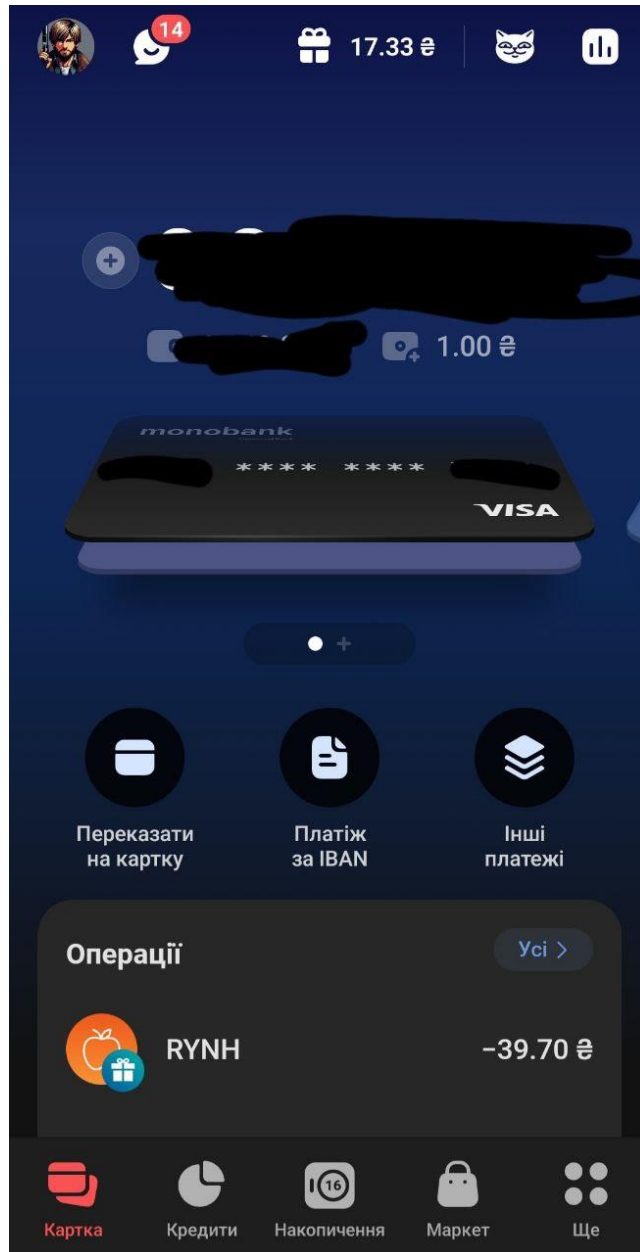 14
17.33 ₴
1.00 ₴
monobank
**** ****
VISA
Переказати
на картку
Платіж
за IBAN
Інші
платежі
Операції
Усі >
RYNH
−39.70 ₴
16
Картка
Кредити
Накопичення
Маркет
Ще